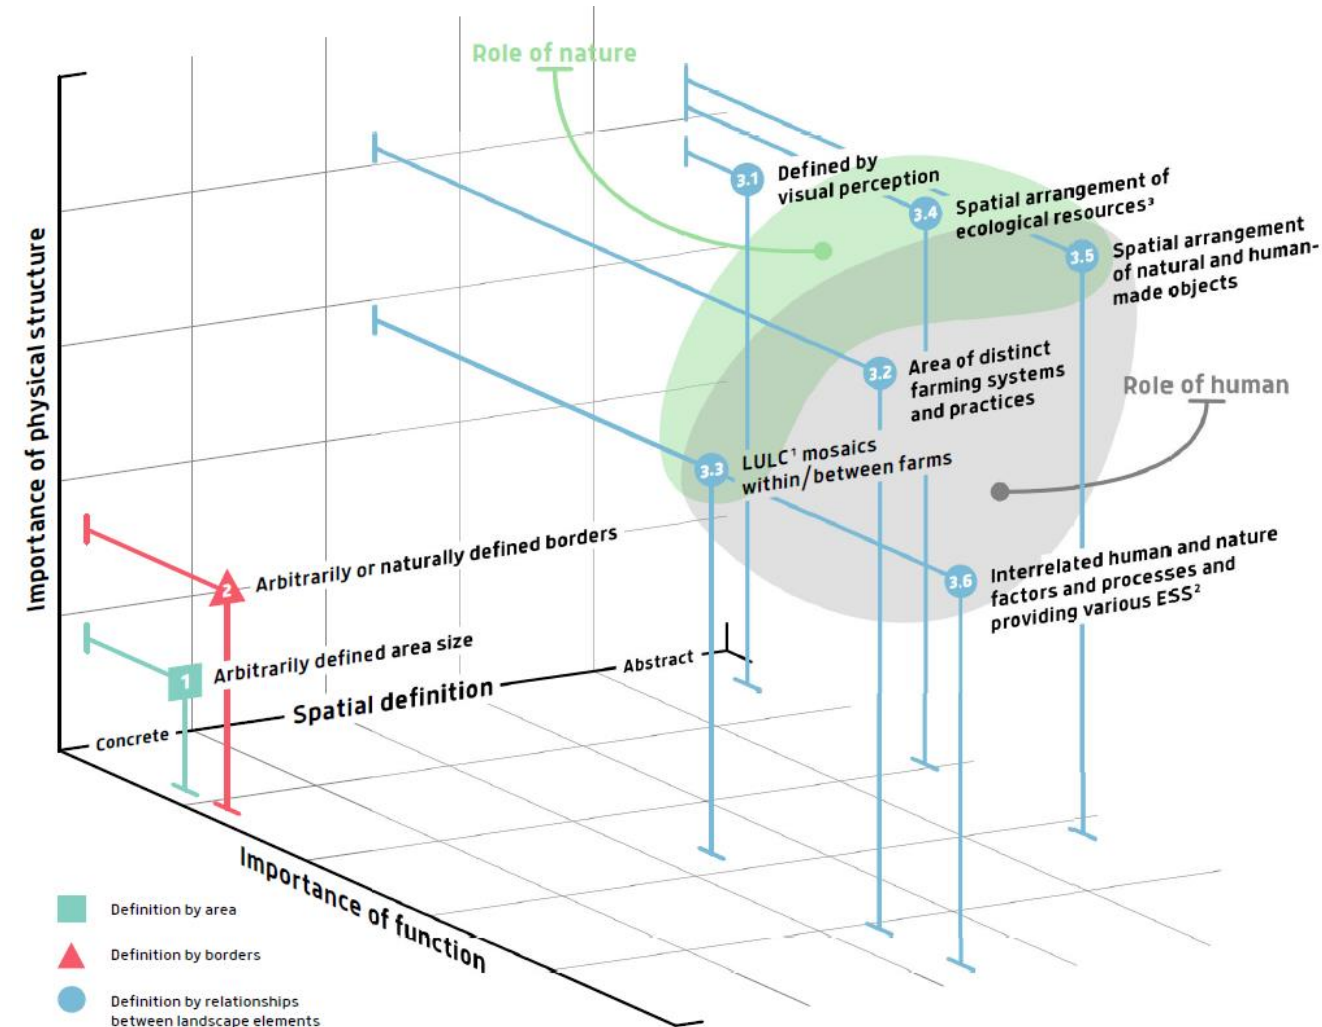 Role of nature
3.1
Defined by
visual perception
3.4
Spatial arrangement of
ecological resources³
3.5
Spatial arrangement
of natural and human-
made objects
Importance of physical structure
3.2
Area of distinct
farming systems
and practices
Role of human
3.3
LULC¹ mosaics
within/between farms
2
Arbitrarily or naturally defined borders
3.6
Interrelated human and nature
factors and processes and
providing various ESS²
1
Arbitrarily defined area size
Concrete
Spatial definition
Abstract
Importance of function
Definition by area
Definition by borders
Definition by relationships
between landscape elements